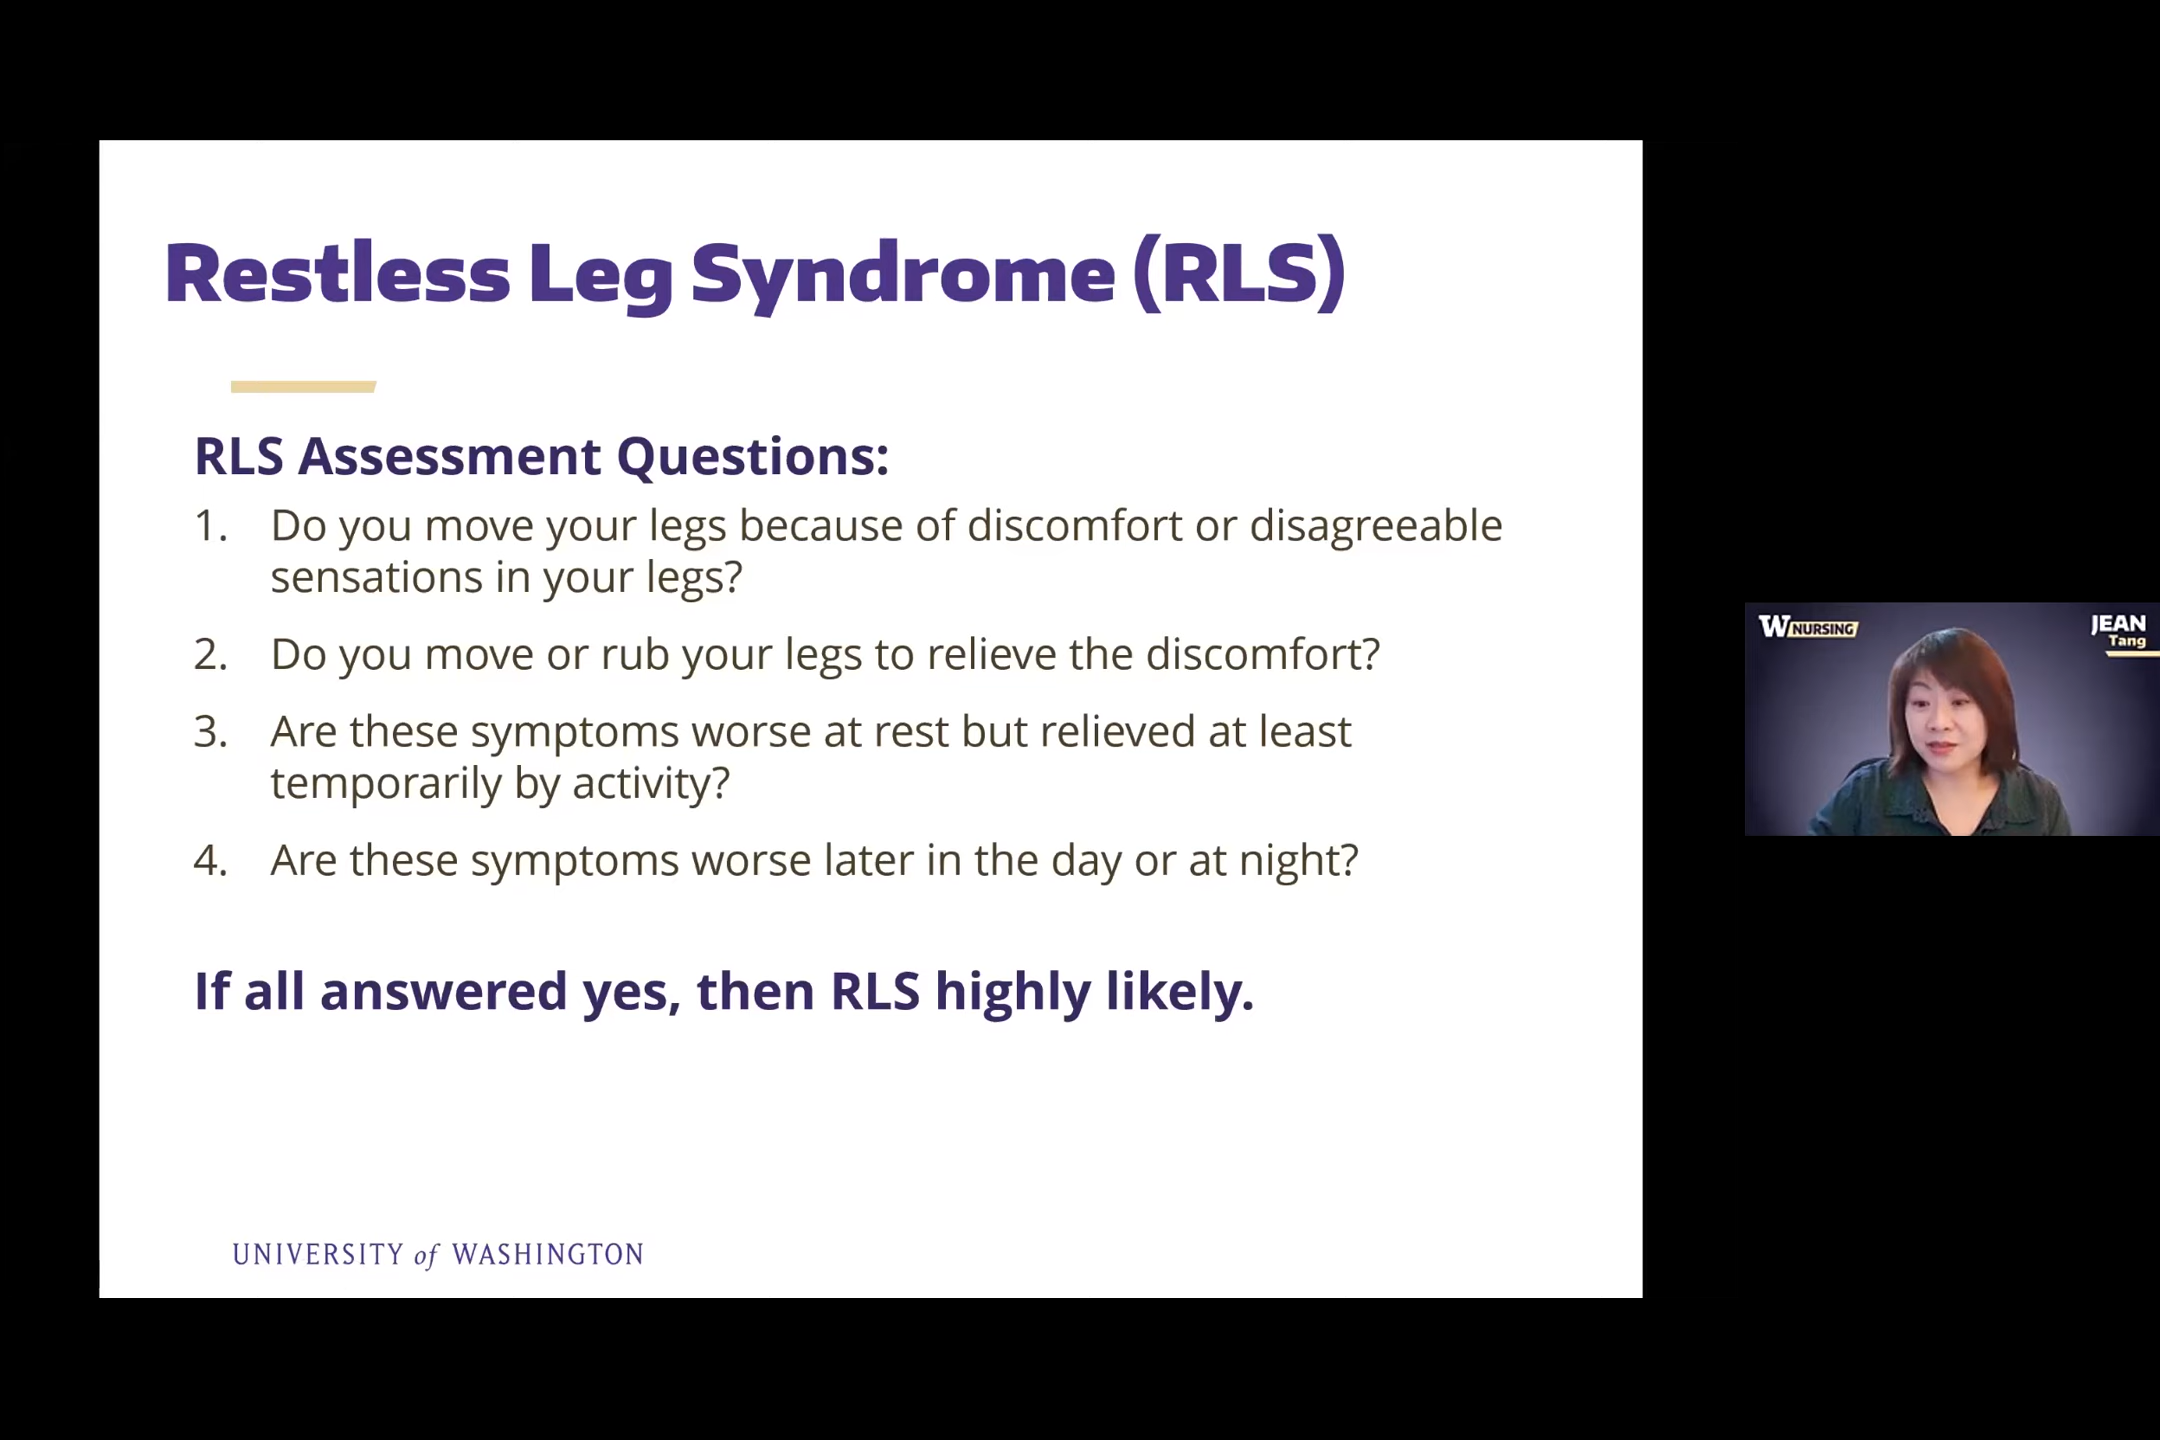 Restless Leg Syndrome (RLS)
RLS Assessment Questions:
1. Do you move your legs because of discomfort or disagreeable
sensations in your legs?
2. Do you move or rub your legs to relieve the discomfort?
3. Are these symptoms worse at rest but relieved at least
temporarily by activity?
4. Are these symptoms worse later in the day or at night?
If all answered yes, then RLS highly likely.
UNIVERSITY of WASHINGTON
W NURSING
JEAN
Tang